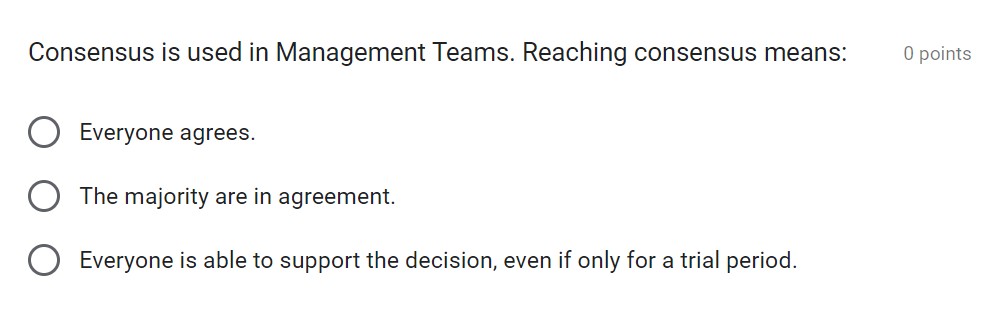 Consensus is used in Management Teams. Reaching consensus means:
0 points
Everyone agrees.
The majority are in agreement.
Everyone is able to support the decision, even if only for a trial period.